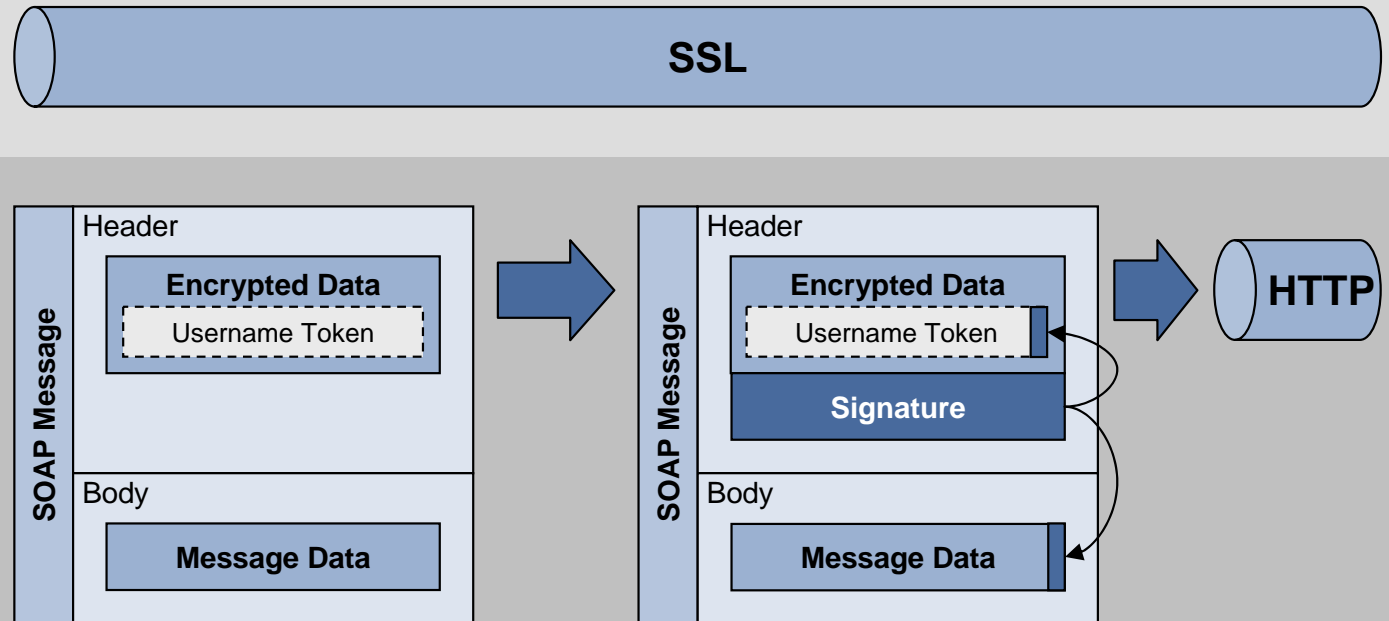 SSL
SOAP Message
Header
Encrypted Data
Username Token
Body
Message Data
SOAP Message
Header
Encrypted Data
Username Token
Signature
Body
Message Data
HTTP